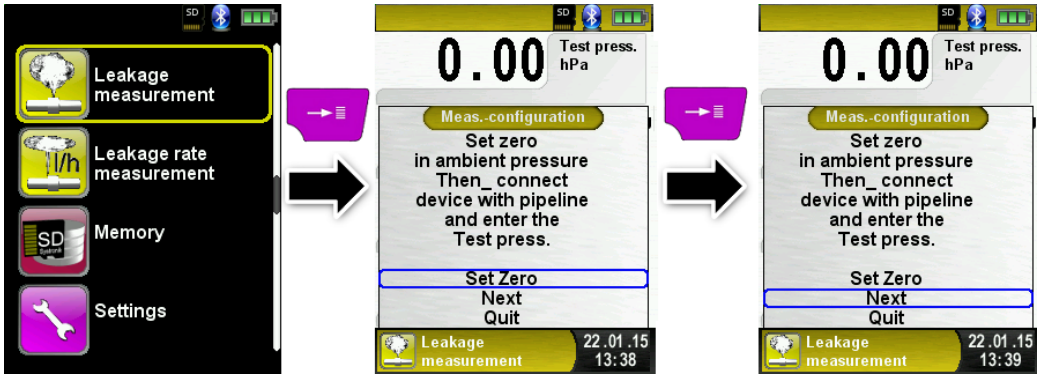 SD
Leakage
measurement
l/h
Leakage rate
measurement
SD
Systronik
Memory
Settings
SD
0.00
Test press.
hPa
Meas.-configuration
Set zero
in ambient pressure
Then_ connect
device with pipeline
and enter the
Test press.
Set Zero
Next
Quit
Leakage
measurement
22.01.15
13:38
SD
0.00
Test press.
hPa
Meas.-configuration
Set zero
in ambient pressure
Then_ connect
device with pipeline
and enter the
Test press.
Set Zero
Next
Quit
Leakage
measurement
22.01.15
13:39